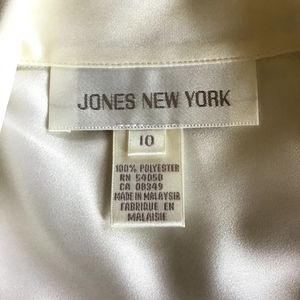 JONES NEW YORK
10
100% POLYESTER
RN 54050
CA 08349
MADE IN MALAYSIA
FABRIQUE EN
MALAISIE